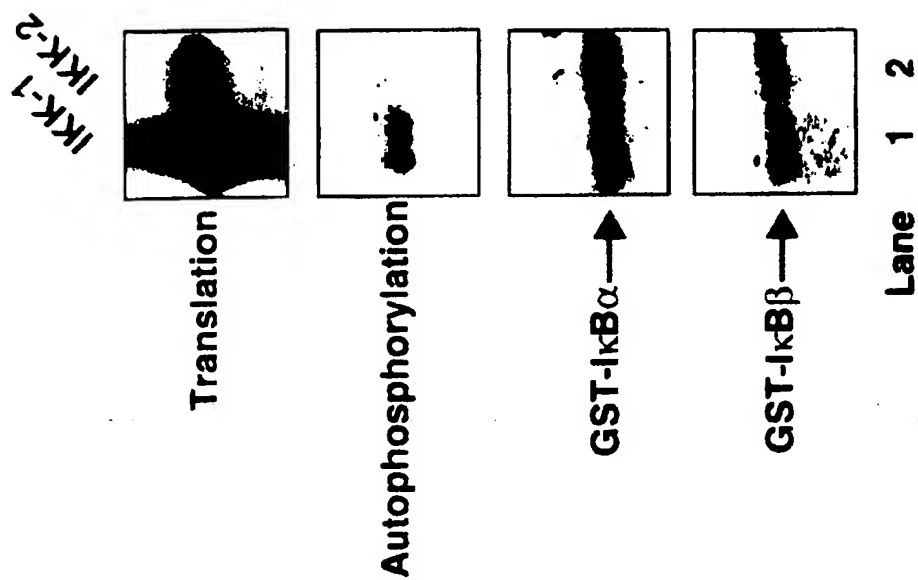 IKK-1
IKK-2
Translation
Autophosphorylation
GST-IκBα
GST-IκBβ
Lane 1 2